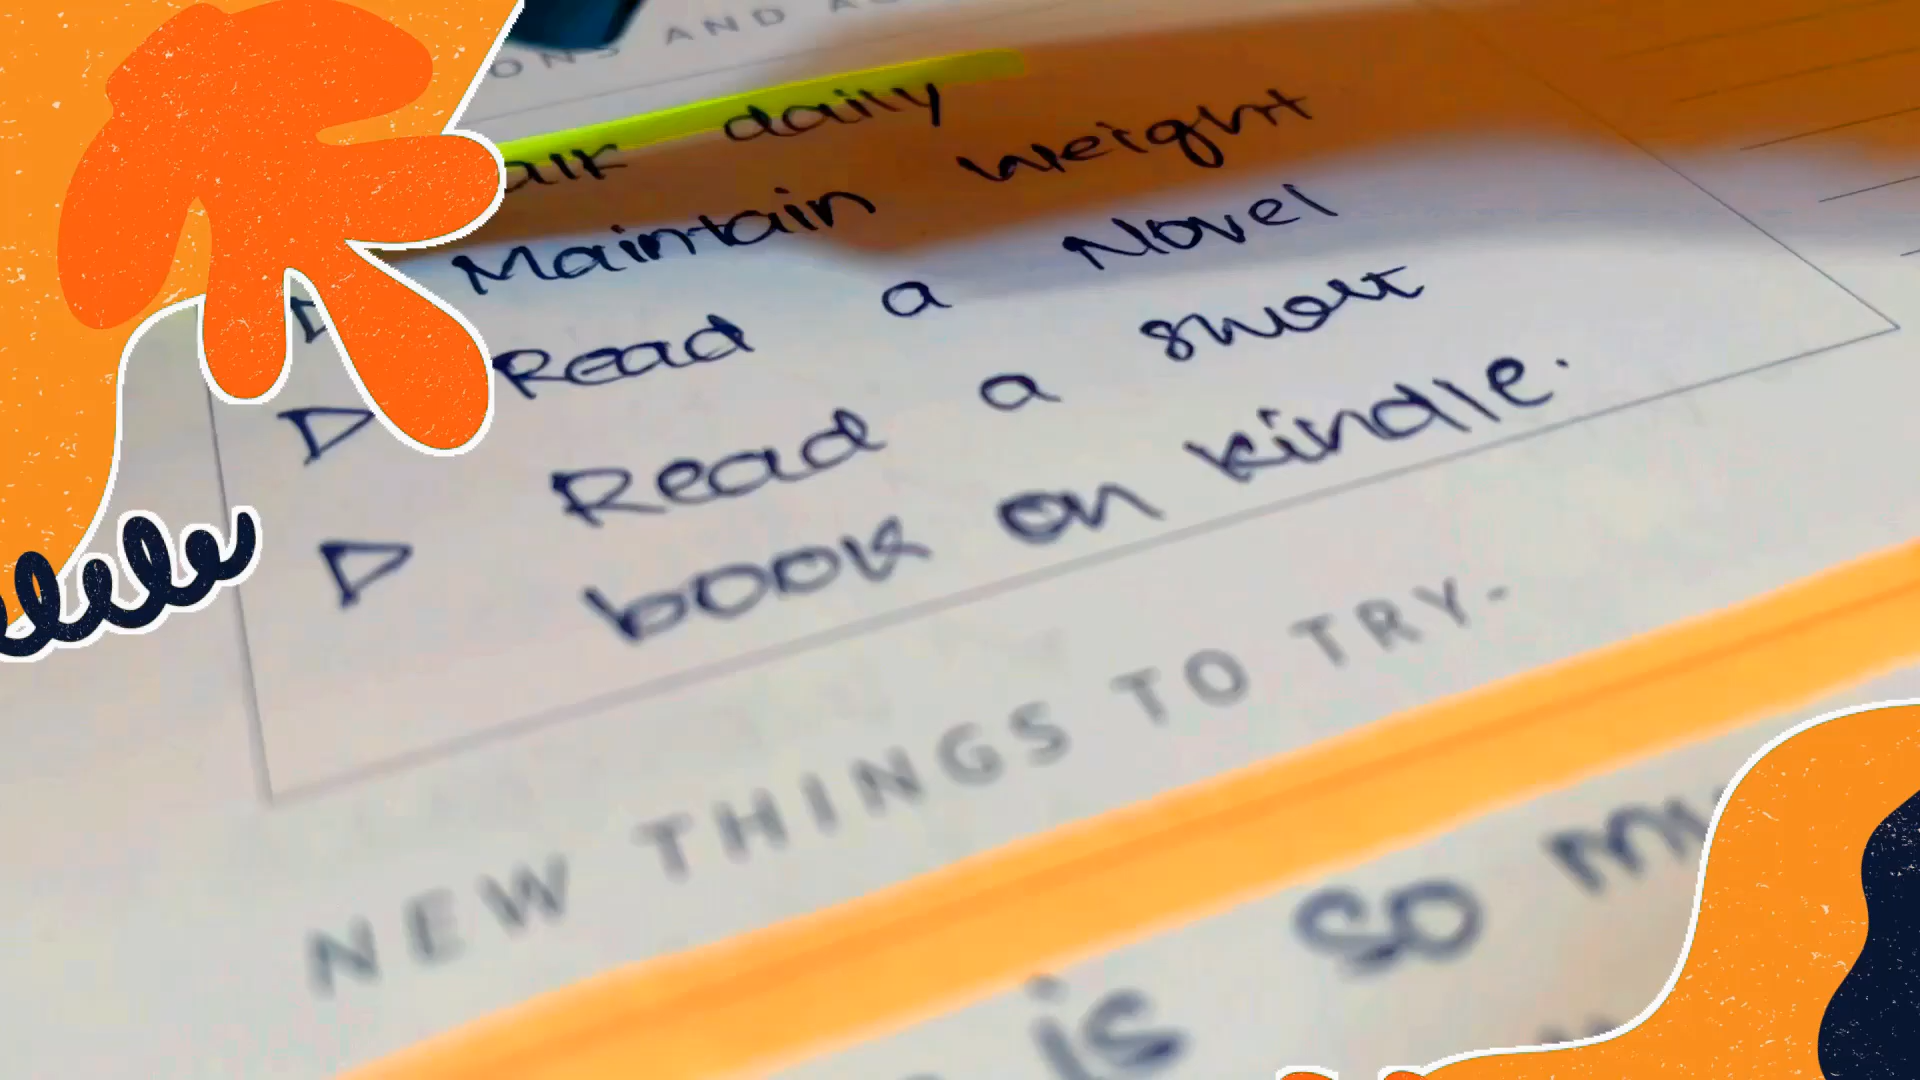 AND
daily
Maintain weight
Read a Novel
Read a short
book on kindle.
NEW THINGS TO TRY.
is so